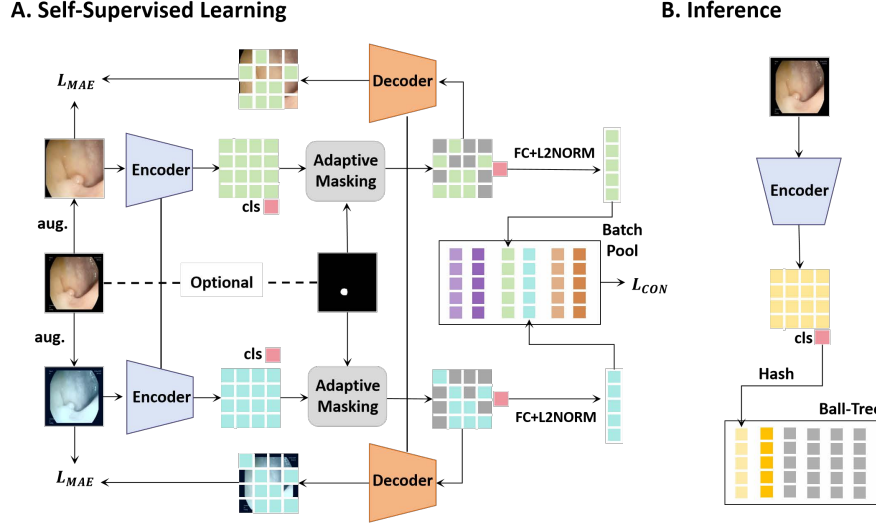 A. Self-Supervised Learning
B. Inference
L_MAE
Decoder
Encoder
cls
Adaptive
Masking
FC+L2NORM
aug.
Optional
Batch
Pool
L_CON
aug.
Encoder
cls
Adaptive
Masking
FC+L2NORM
L_MAE
Decoder
Encoder
cls
Hash
Ball-Tree